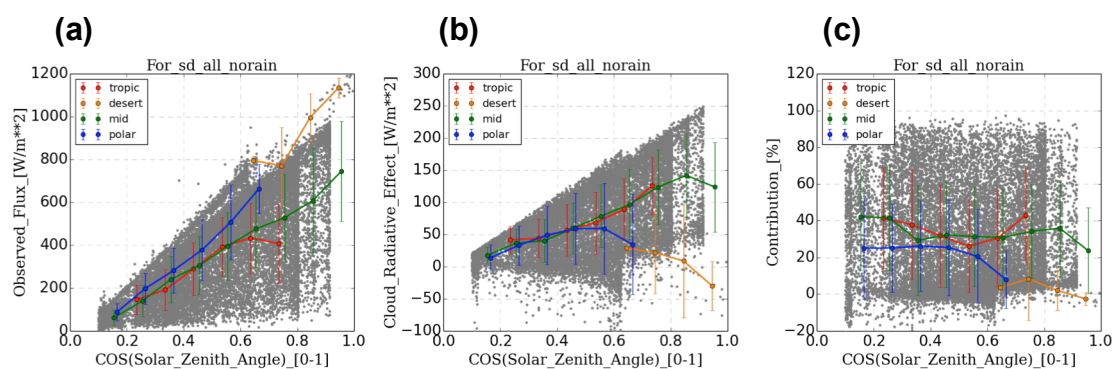 (a)
(b)
(c)
For_sd_all_norain
For_sd_all_norain
For_sd_all_norain
Observed_Flux_[W/m**2]
1200
1000
800
600
400
200
0
tropic
desert
mid
polar
0.0 0.2 0.4 0.6 0.8 1.0
COS(Solar_Zenith_Angle)_[0-1]
Cloud_Radiative_Effect_[W/m**2]
300
250
200
150
100
50
0
−50
−100
tropic
desert
mid
polar
0.0 0.2 0.4 0.6 0.8 1.0
COS(Solar_Zenith_Angle)_[0-1]
Contribution_[%]
120
100
80
60
40
20
0
−20
tropic
desert
mid
polar
0.0 0.2 0.4 0.6 0.8 1.0
COS(Solar_Zenith_Angle)_[0-1]